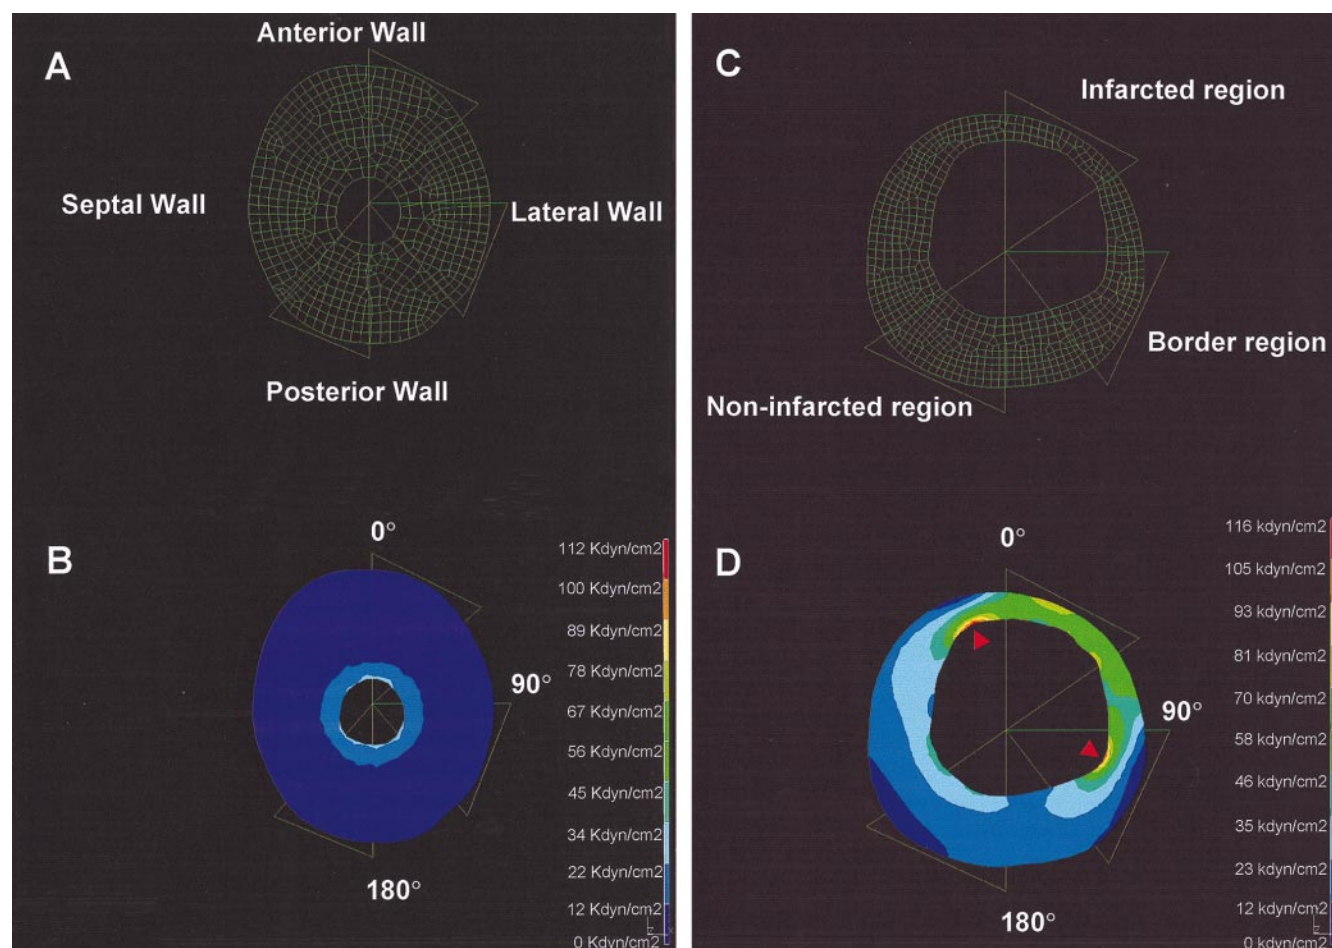 A
Anterior Wall
Septal Wall
Lateral Wall
Posterior Wall
B
0°
90°
180°
112 Kdyn/cm2
100 Kdyn/cm2
89 Kdyn/cm2
78 Kdyn/cm2
67 Kdyn/cm2
56 Kdyn/cm2
45 Kdyn/cm2
34 Kdyn/cm2
22 Kdyn/cm2
12 Kdyn/cm2
0 Kdyn/cm2
C
Infarcted region
Border region
Non-infarcted region
D
0°
90°
180°
116 kdyn/cm2
105 kdyn/cm2
93 kdyn/cm2
81 kdyn/cm2
70 kdyn/cm2
58 kdyn/cm2
46 kdyn/cm2
35 kdyn/cm2
23 kdyn/cm2
12 kdyn/cm2
0 kdyn/cm2